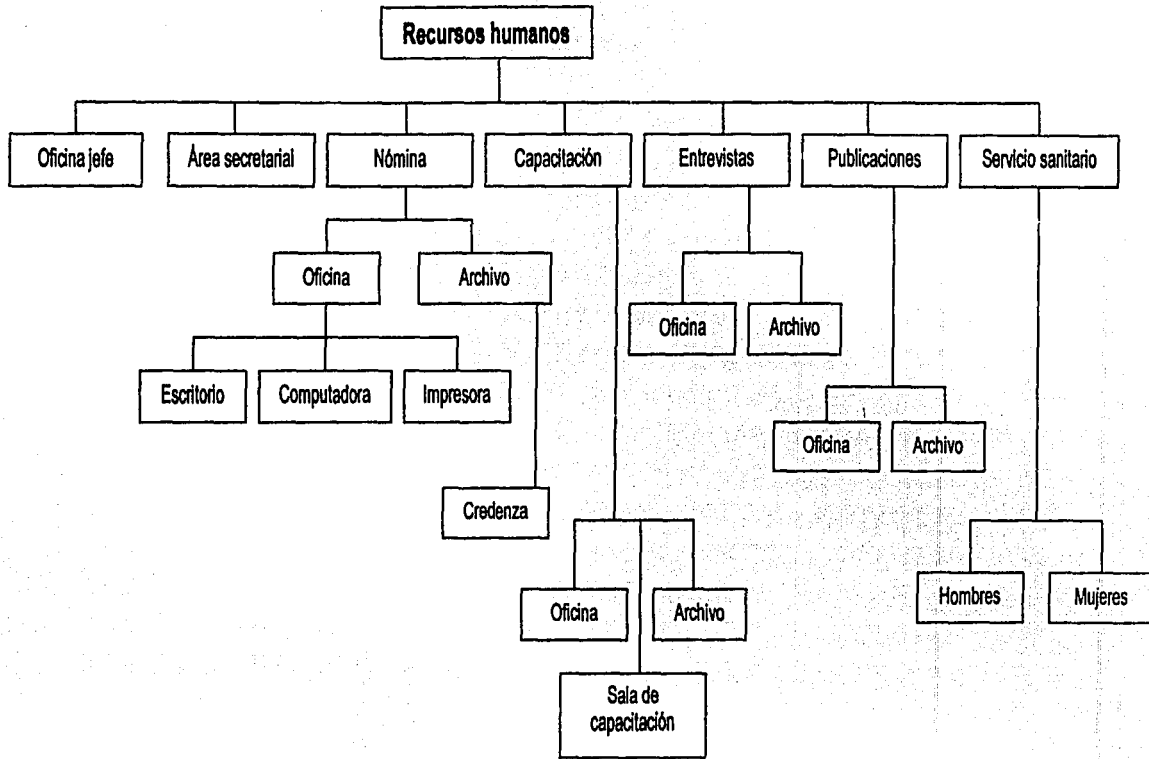 Recursos humanos
Oficina jefe
Área secretarial
Nómina
Capacitación
Entrevistas
Publicaciones
Servicio sanitario
Oficina
Archivo
Oficina
Archivo
Escritorio
Computadora
Impresora
Oficina
Archivo
Credenza
Oficina
Archivo
Hombres
Mujeres
Sala de
capacitación